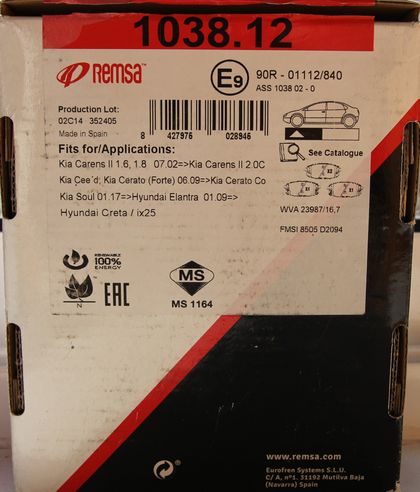 1038.12
REMSA™
E9
90R - 01112/840
ASS 1038 02 - 0
Production Lot:
02C14 352405
Made in Spain
8 427976 028946
Fits for/Applications:
See Catalogue
Kia Carens II 1.6, 1.8 07.02=>Kia Carens II 2.0C
Kia Cee´d, Kia Cerato (Forte) 06.09=>Kia Cerato Co
Kia Soul 01.17=>Hyundai Elantra 01.09=>
Hyundai Creta / ix25
X2
WVA 23987/16,7
FMSI 8505 D2094
RENEWABLE
100%
ENERGY
N
EAC
MS
MS 1164
www.remsa.com
Eurofren Systems S.L.U.
C/ A, nº1. 31192 Mutilva Baja
(Navarra) Spain